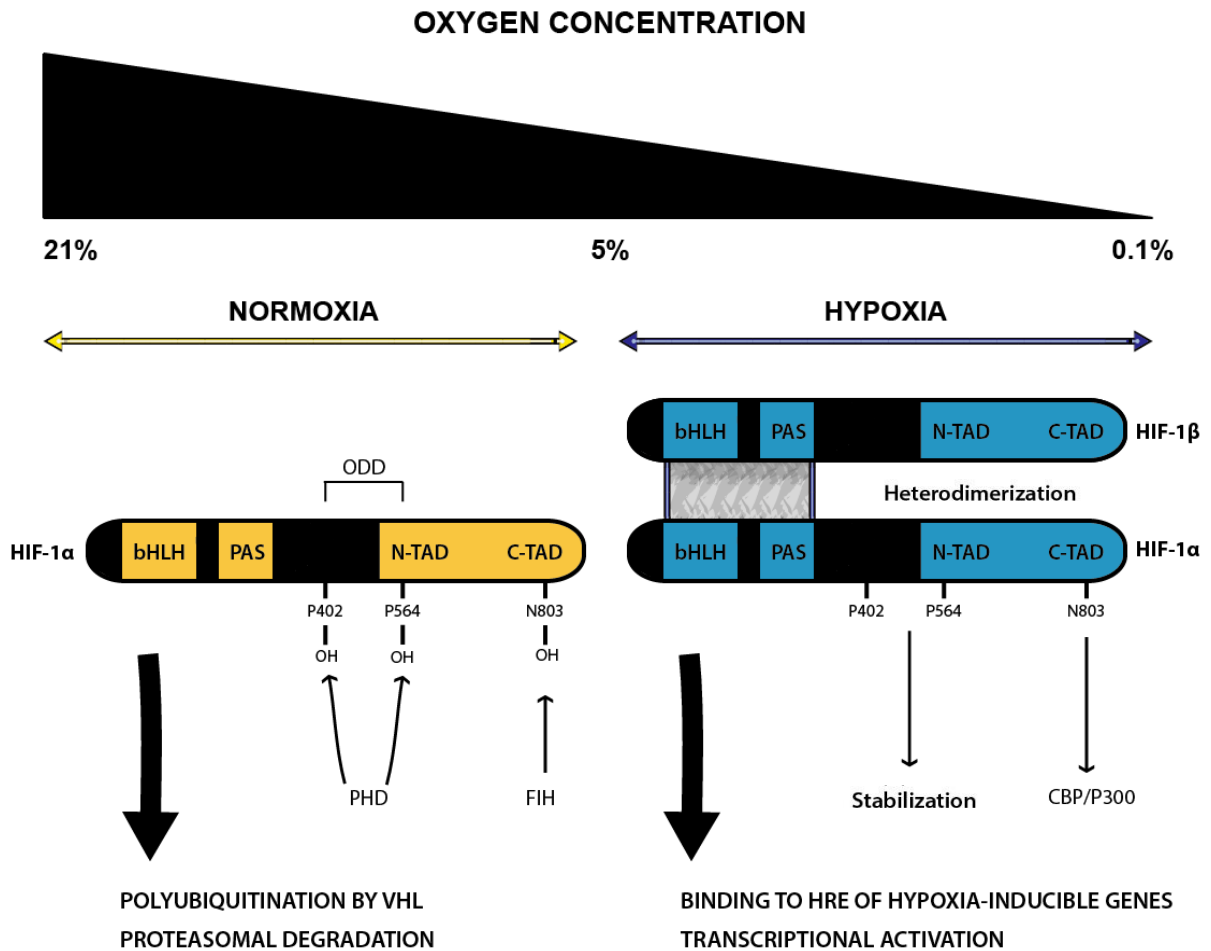 OXYGEN CONCENTRATION
21%
5%
0.1%
NORMOXIA
HYPOXIA
bHLH PAS N-TAD C-TAD HIF-1β
Heterodimerization
ODD
HIF-1α bHLH PAS N-TAD C-TAD
bHLH PAS N-TAD C-TAD HIF-1α
P402 P564 N803
OH OH OH
PHD FIH
P402 P564 N803
Stabilization CBP/P300
POLYUBIQUITINATION BY VHL
PROTEASOMAL DEGRADATION
BINDING TO HRE OF HYPOXIA-INDUCIBLE GENES
TRANSCRIPTIONAL ACTIVATION